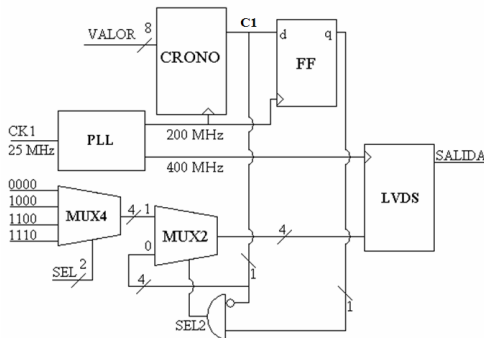 C1
8
VALOR
CRONO
d
q
FF
CK1
25 MHz
PLL
200 MHz
400 MHz
SALIDA
LVDS
0000
1000
1100
1110
MUX4
4
1
0
MUX2
4
4
1
SEL
2
SEL2
1